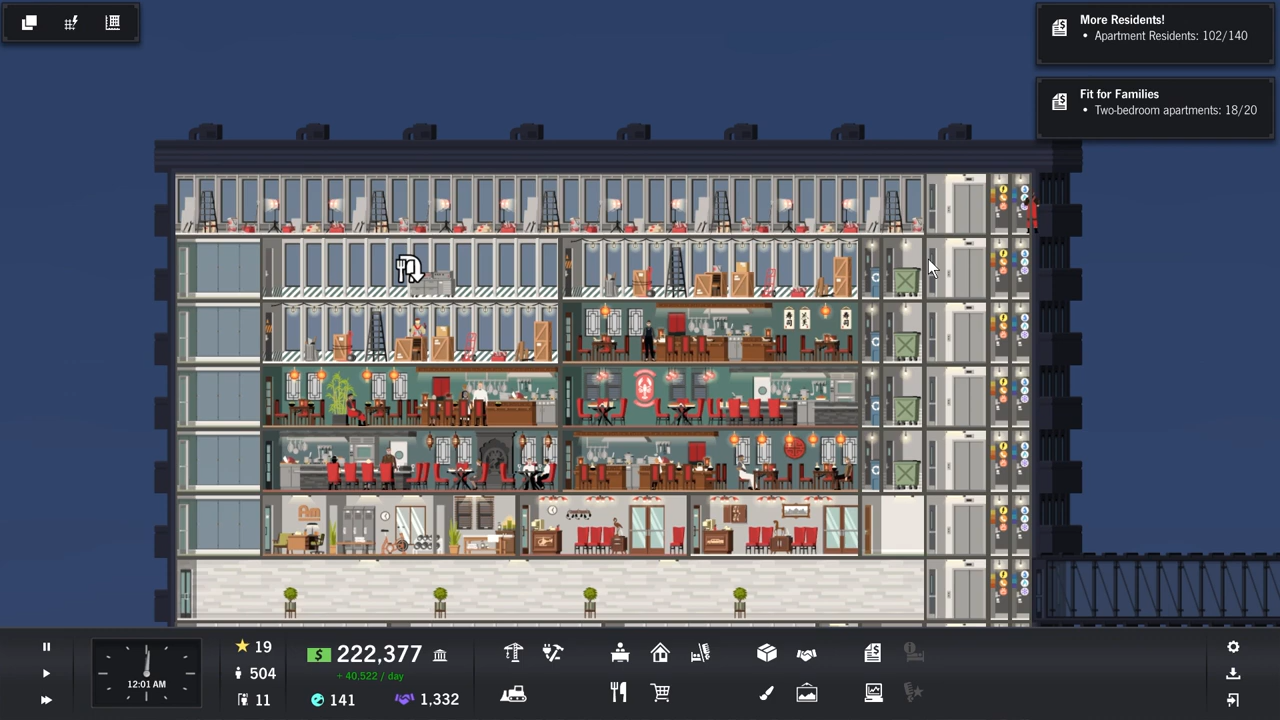 More Residents!
• Apartment Residents: 102/140
Fit for Families
• Two-bedroom apartments: 18/20
Am
12:01 AM
19
504
11
$ 222,377
+ 40,522 / day
141
1,332